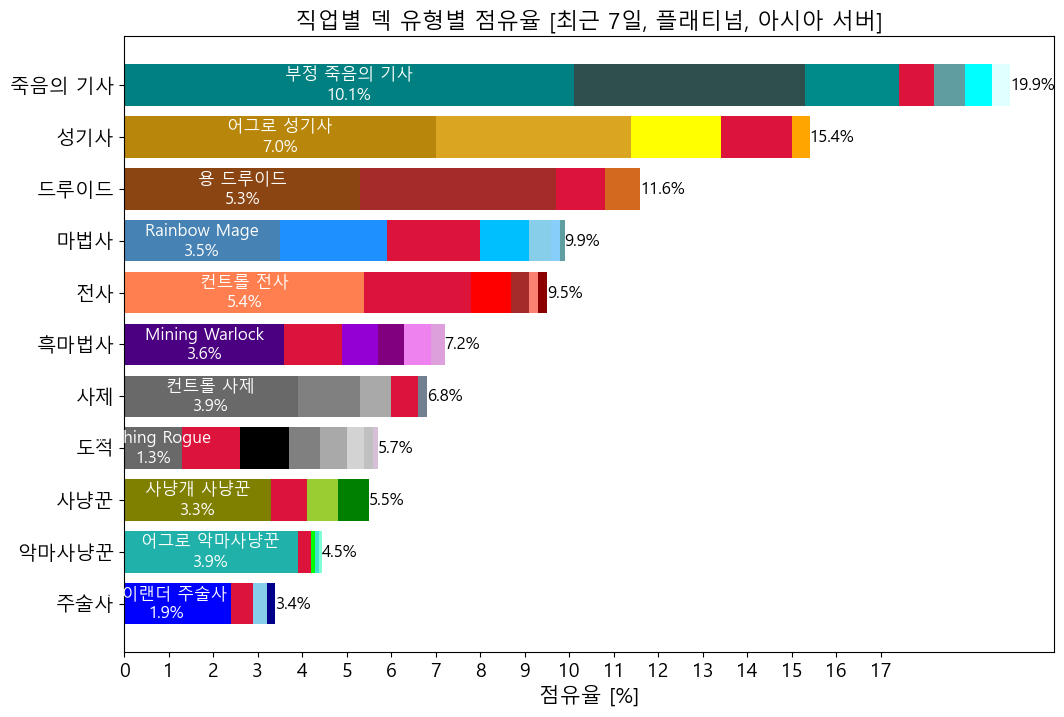 직업별 덱 유형별 점유율 [최근 7일, 플래티넘, 아시아 서버]
죽음의 기사
부정 죽음의 기사
10.1%
19.9%
성기사
어그로 성기사
7.0%
15.4%
드루이드
용 드루이드
5.3%
11.6%
마법사
Rainbow Mage
3.5%
9.9%
전사
컨트롤 전사
5.4%
9.5%
흑마법사
Mining Warlock
3.6%
7.2%
사제
컨트롤 사제
3.9%
6.8%
도적
hing Rogue
1.3%
5.7%
사냥꾼
사냥개 사냥꾼
3.3%
5.5%
악마사냥꾼
어그로 악마사냥꾼
3.9%
4.5%
주술사
이랜더 주술사
1.9%
3.4%
0 1 2 3 4 5 6 7 8 9 10 11 12 13 14 15 16 17
점유율 [%]